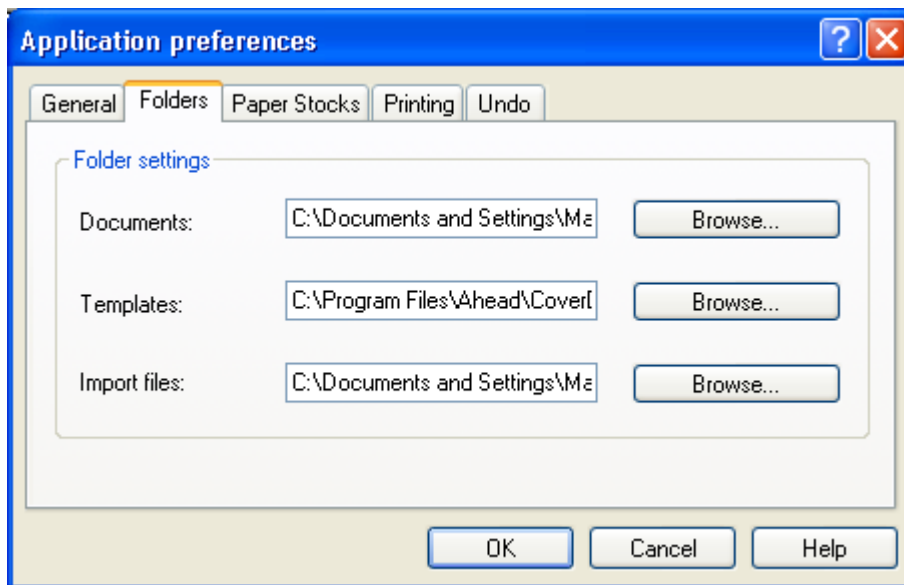 Application preferences
General Folders Paper Stocks Printing Undo
Folder settings
Documents: C:\Documents and Settings\Ma Browse...
Templates: C:\Program Files\Ahead\Cover Browse...
Import files: C:\Documents and Settings\Ma Browse...
OK Cancel Help